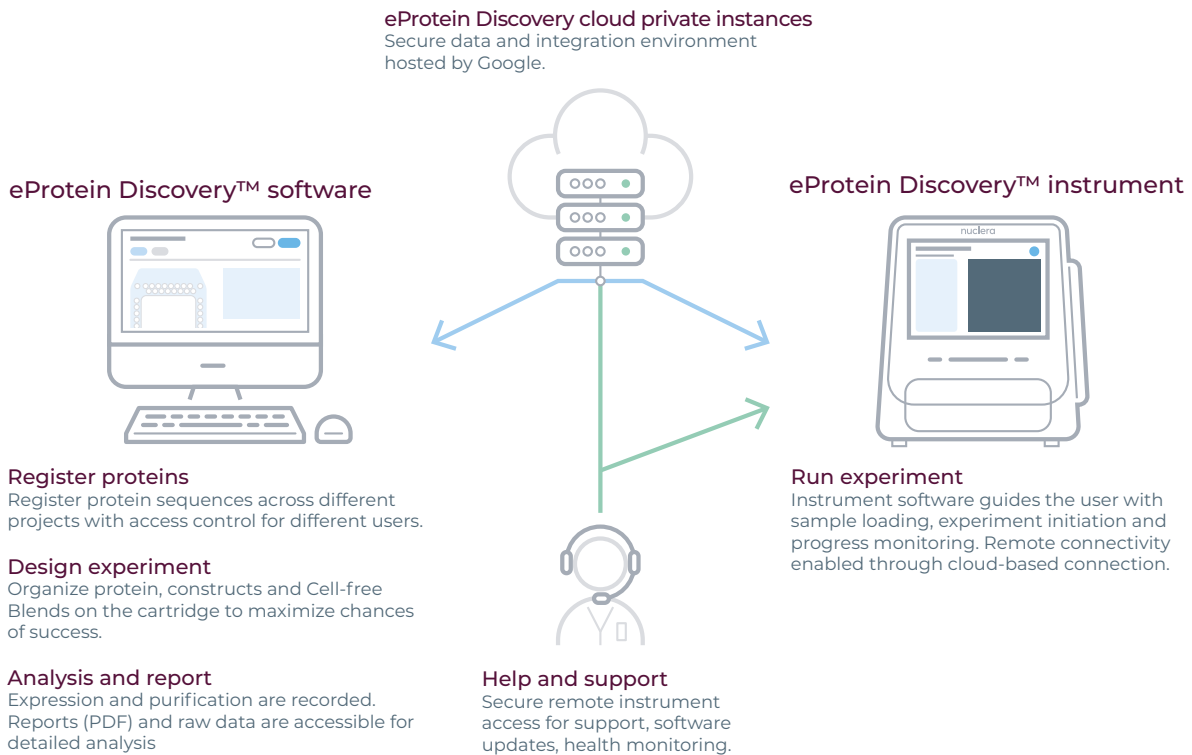 eProtein Discovery cloud private instances
Secure data and integration environment
hosted by Google.
eProtein Discovery™ software
eProtein Discovery™ instrument
nuclera
Register proteins
Register protein sequences across different
projects with access control for different users.
Design experiment
Organize protein, constructs and Cell-free
Blends on the cartridge to maximize chances
of success.
Analysis and report
Expression and purification are recorded.
Reports (PDF) and raw data are accessible for
detailed analysis
Help and support
Secure remote instrument
access for support, software
updates, health monitoring.
Run experiment
Instrument software guides the user with
sample loading, experiment initiation and
progress monitoring. Remote connectivity
enabled through cloud-based connection.